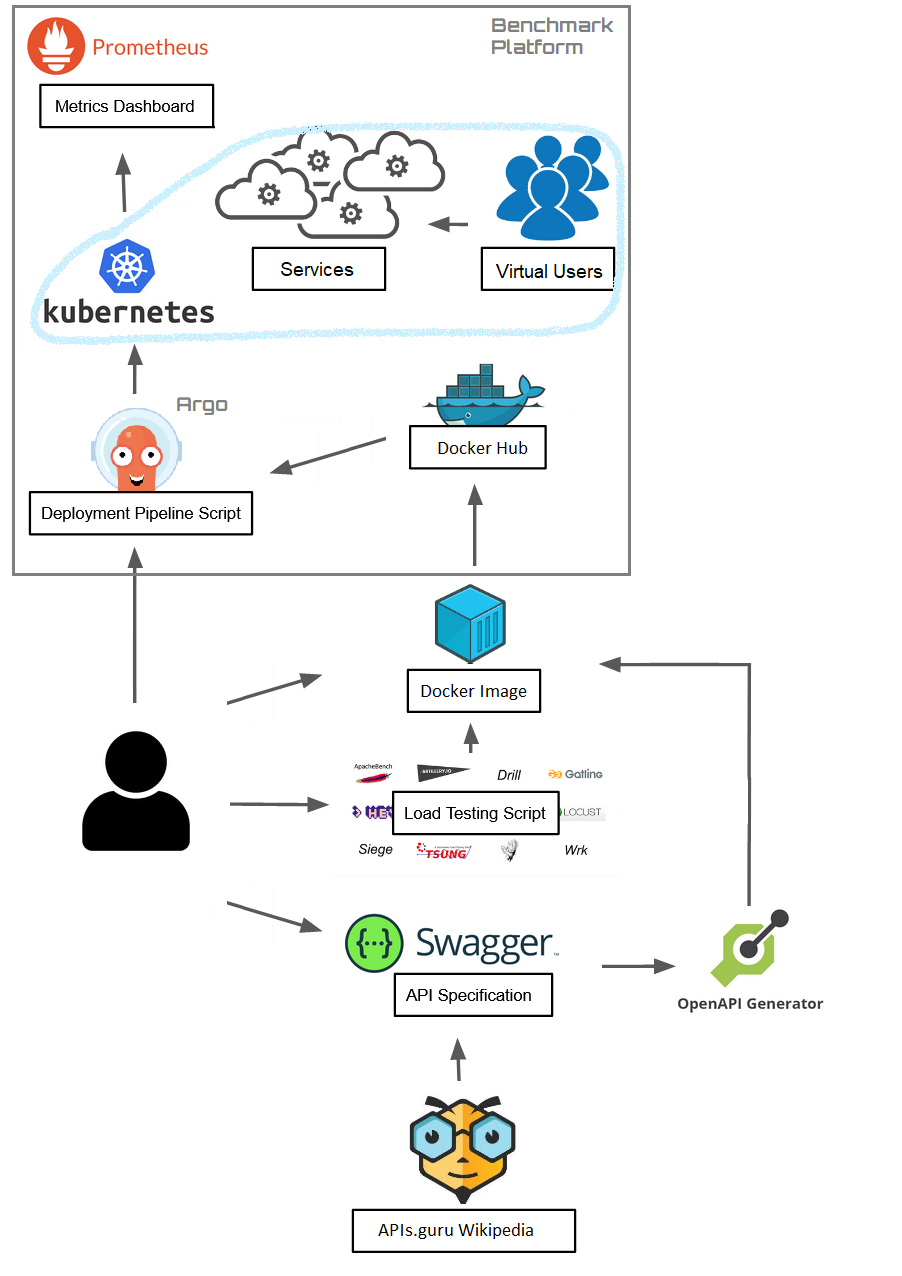 Benchmark
Platform
Prometheus
Metrics Dashboard
Services
Virtual Users
kubernetes
Argo
Docker Hub
Deployment Pipeline Script
Docker Image
ApacheBench
ARTILLERY.IO
Drill
Gatling
Load Testing Script
LOCUST
Siege
TSUNG
Wrk
{···} Swagger™
API Specification
OpenAPI Generator
APIs.guru Wikipedia